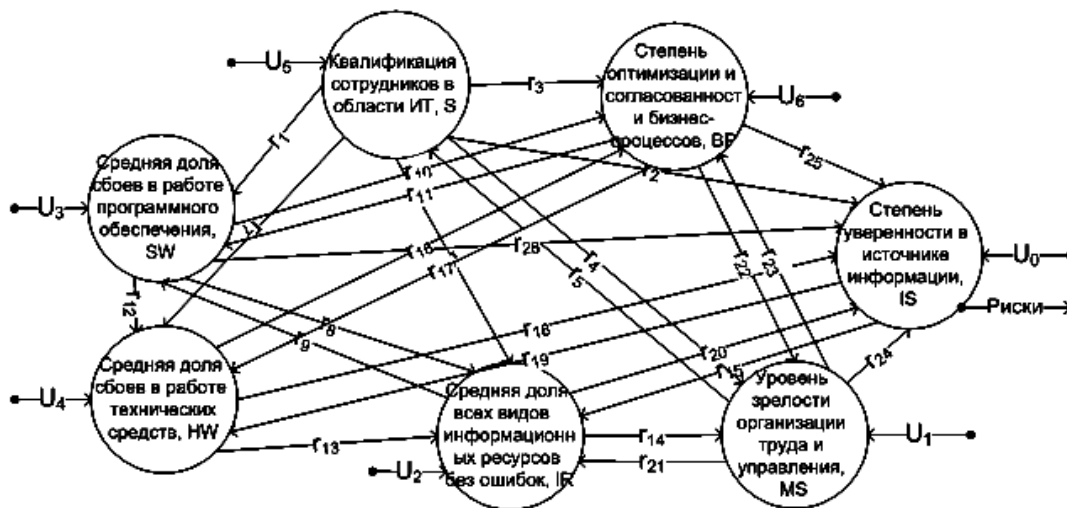 U5
Квалификация
сотрудников в
области ИТ, S
r3
Степень
оптимизации и
согласованност
и бизнес-
процессов, BP
U6
r1
r25
Средняя доля
сбоев в работе
программного
обеспечения,
SW
U3
r10
r11
r2
Степень
уверенности в
источнике
информации,
IS
U0
Риски
r16
r17
r26
r4
r5
r22
r23
r12
r8
r9
r18
r19
r20
r15
r24
Средняя доля
сбоев в работе
технических
средств, HW
U4
r13
Средняя доля
всех видов
информационн
ых ресурсов
без ошибок, IR
U2
r14
r21
Уровень
зрелости
организации
труда и
управления,
MS
U1